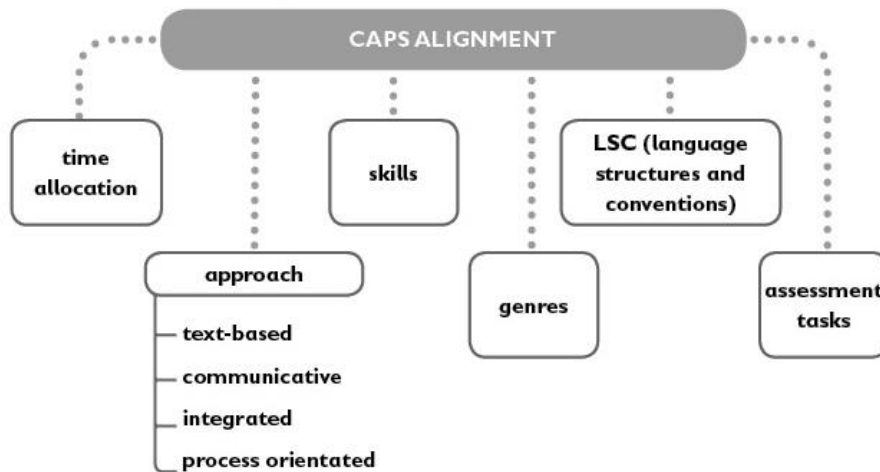 CAPS ALIGNMENT
time
allocation
skills
LSC (language
structures and
conventions)
approach
text-based
communicative
integrated
process orientated
genres
assessment
tasks